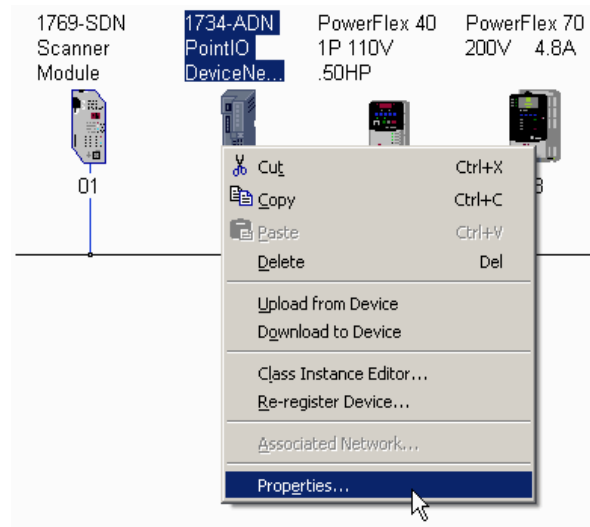 1769-SDN
Scanner
Module
1734-ADN
PointIO
DeviceNe...
PowerFlex 40
1P 110V
.50HP
PowerFlex 70
200V 4.8A
01
Cut Ctrl+X
Copy Ctrl+C
Paste Ctrl+V
Delete Del
Upload from Device
Download to Device
Class Instance Editor...
Re-register Device...
Associated Network...
Properties...